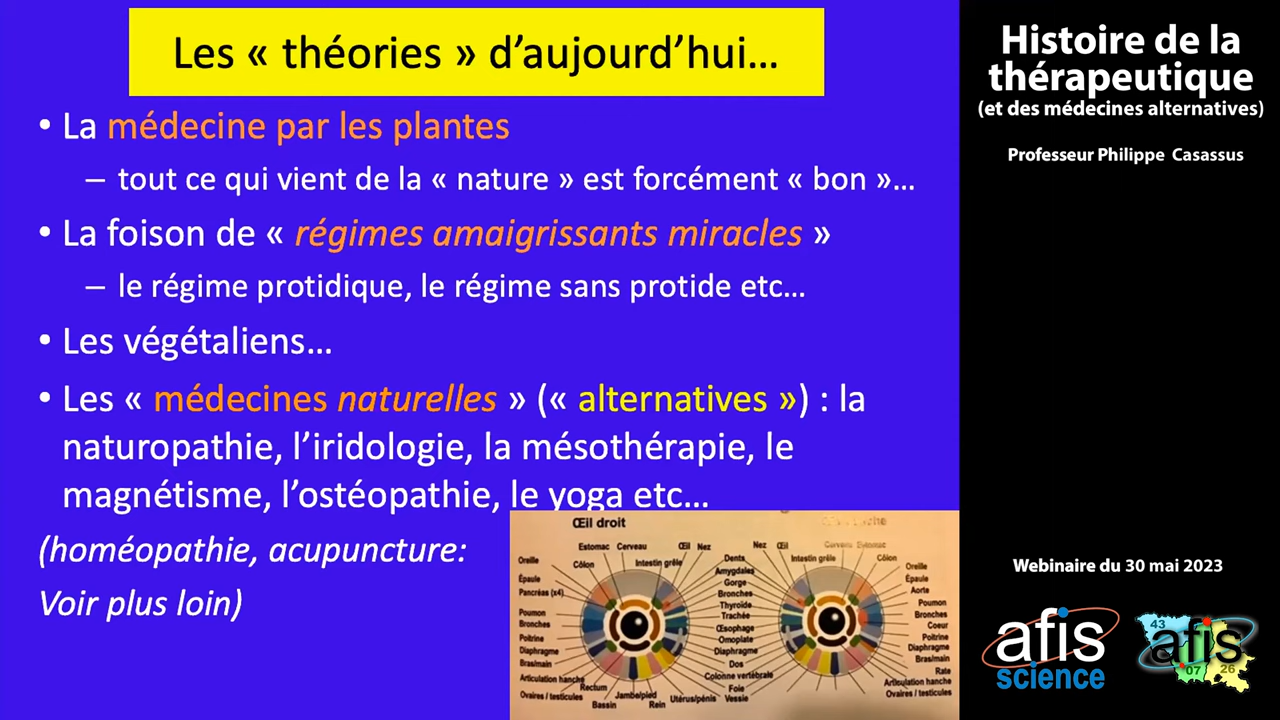 Les « théories » d’aujourd’hui…
• La médecine par les plantes
– tout ce qui vient de la « nature » est forcément « bon »…
• La foison de « régimes amaigrissants miracles »
– le régime protidique, le régime sans protide etc…
• Les végétaliens…
• Les « médecines naturelles » (« alternatives ») : la
naturopathie, l’iridologie, la mésothérapie, le
magnétisme, l’ostéopathie, le yoga etc…
(homéopathie, acupuncture:
Voir plus loin)
Œil droit
Estomac Cerveau Œil Nez
Oreille Côlon Intestin grêle
Épaule
Pancréas (x4)
Poumon
Bronches
Poitrine
Diaphragme
Bras/main
Articulation hanche
Rectum
Ovaires / testicules
Jambe/pied
Bassin
Rein
Utérus/pénis
Dents
Amygdales
Gorge
Bronches
Thyroïde
Trachée
Œsophage
Omoplate
Diaphragme
Dos
Colonne vertébrale
Foie
Vessie
Nez Œil
Intestin grêle Côlon
Oreille
Épaule
Aorte
Poumon
Bronches
Coeur
Poitrine
Diaphragme
Bras/main
Rate
Articulation hanche
Ovaires / testicules
Histoire de la
thérapeutique
(et des médecines alternatives)
Professeur Philippe Casassus
Webinaire du 30 mai 2023
afis
science
43
afis
07
26